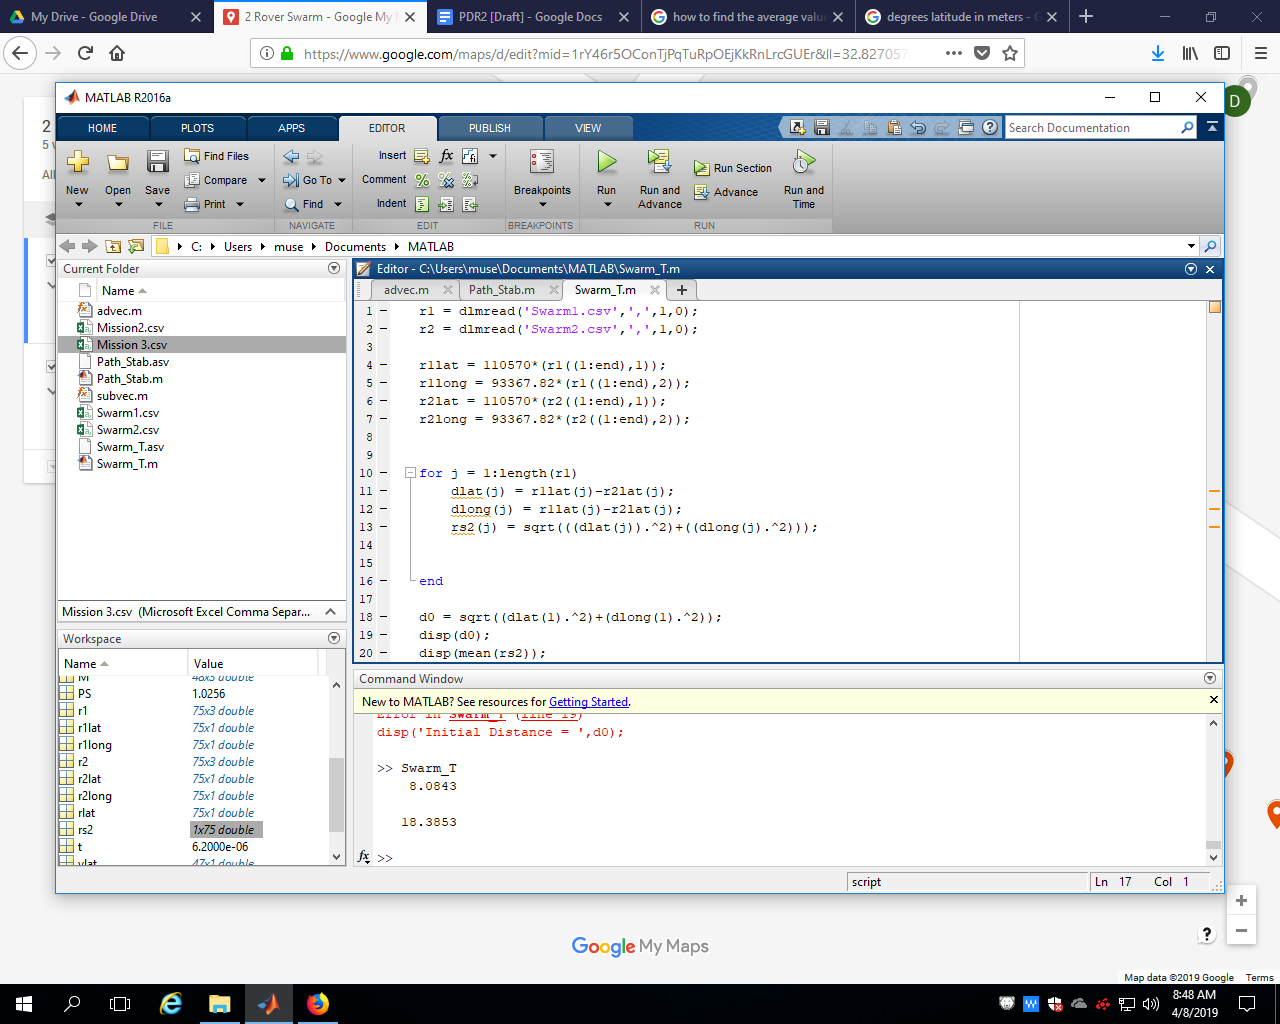 My Drive - Google Drive
2 Rover Swarm - Google My
PDR2 [Draft] - Google Docs
how to find the average valu
degrees latitude in meters - G
https://www.google.com/maps/d/edit?mid=1rY46r5OConTjPqTuRpOEjKkRnLrcGUEr&ll=32.827057
D
2
5 v
All
MATLAB R2016a
HOME
PLOTS
APPS
EDITOR
PUBLISH
VIEW
Search Documentation
New
Open
Save
Find Files
Compare
Print
Go To
Find
Insert
Comment
Indent
Breakpoints
Run
Run and
Advance
Run Section
Advance
Run and
Time
FILE
NAVIGATE
EDIT
BREAKPOINTS
RUN
C:
Users
muse
Documents
MATLAB
Current Folder
Name
advec.m
Mission2.csv
Mission 3.csv
Path_Stab.asv
Path_Stab.m
subvec.m
Swarm1.csv
Swarm2.csv
Swarm_T.asv
Swarm_T.m
Mission 3.csv (Microsoft Excel Comma Separ...
Editor - C:\Users\muse\Documents\MATLAB\Swarm_T.m
advec.m
Path_Stab.m
Swarm_T.m
1 r1 = dlmread('Swarm1.csv',',',1,0);
2 r2 = dlmread('Swarm2.csv',',',1,0);
3
4 r1lat = 110570*(r1((1:end),1));
5 r1long = 93367.82*(r1((1:end),2));
6 r2lat = 110570*(r2((1:end),1));
7 r2long = 93367.82*(r2((1:end),2));
8
9
10 for j = 1:length(r1)
11 dlat(j) = r1lat(j)-r2lat(j);
12 dlong(j) = r1lat(j)-r2lat(j);
13 rs2(j) = sqrt(((dlat(j)).^2)+((dlong(j).^2)));
14
15
16 end
17
18 d0 = sqrt((dlat(1).^2)+(dlong(1).^2));
19 disp(d0);
20 disp(mean(rs2));
Workspace
Name
Value
M 48x3 double
PS 1.0256
r1 75x3 double
r1lat 75x1 double
r1long 75x1 double
r2 75x3 double
r2lat 75x1 double
r2long 75x1 double
rlat 75x1 double
rs2 1x75 double
t 6.2000e-06
vlat 47x1 double
Command Window
New to MATLAB? See resources for Getting Started.
Error in Swarm_T (line 19)
disp('Initial Distance = ',d0);
>> Swarm_T
8.0843
18.3853
fx >>
script
Ln 17 Col 1
Google My Maps
Map data ©2019 Google Terms
8:48 AM
4/8/2019